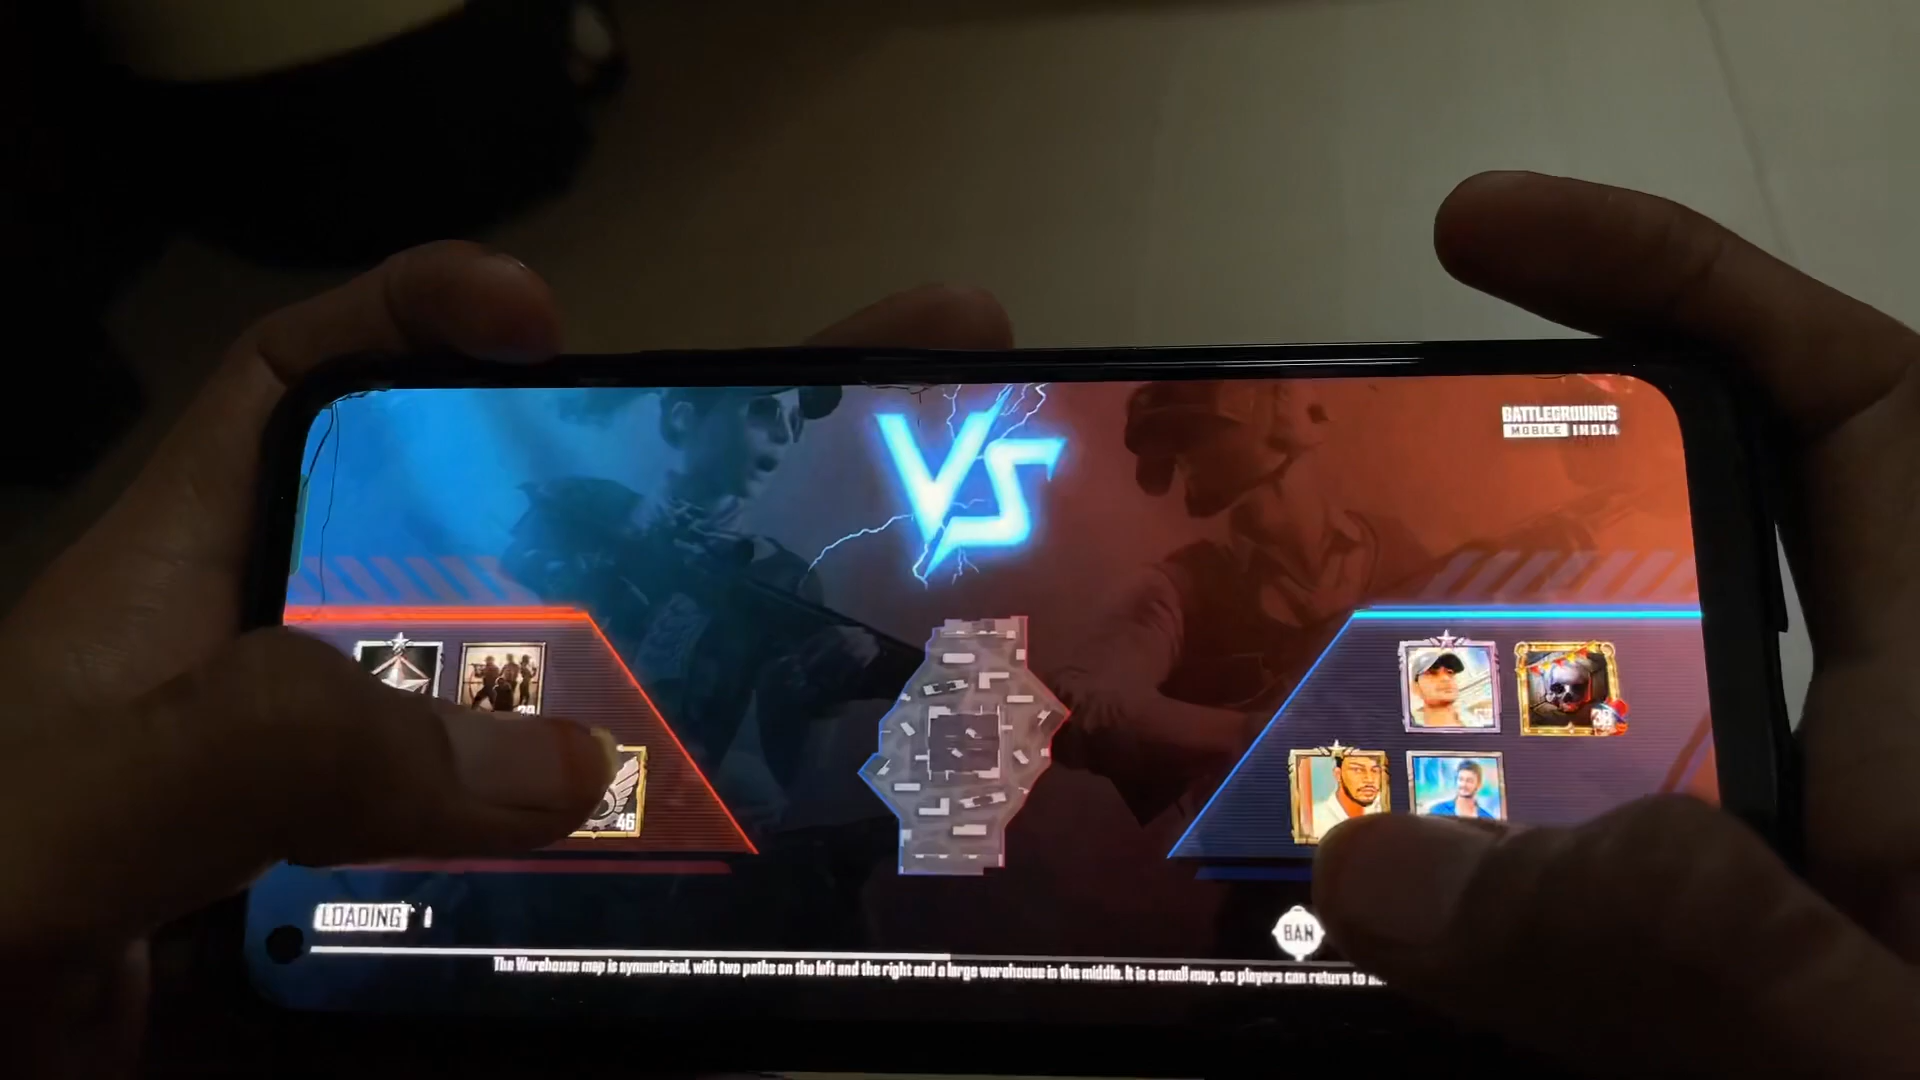 VS
BATTLEGROUNDS
MOBILE INDIA
46
LOADING
BAN
The Warehouse map is symmetrical, with two paths on the left and the right and a large warehouse in the middle. It is a small map, so players can return to